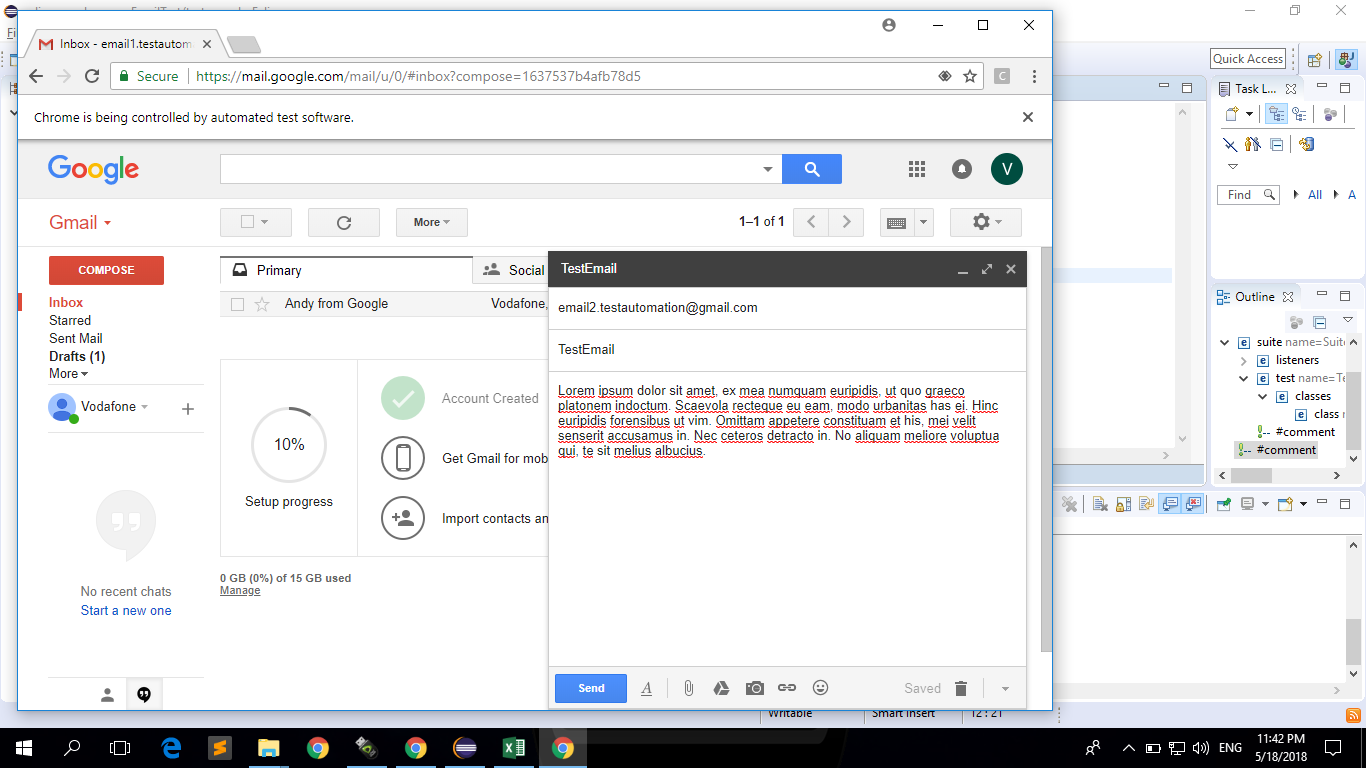 Inbox - email1.testautom
Secure
https://mail.google.com/mail/u/0/#inbox?compose=1637537b4afb78d5
C
Chrome is being controlled by automated test software.
Google
V
Gmail
More
1–1 of 1
COMPOSE
Inbox
Starred
Sent Mail
Drafts (1)
More
Vodafone
No recent chats
Start a new one
Primary
Social
Andy from Google
Vodafone,
10%
Setup progress
Account Created
Get Gmail for mob
Import contacts an
0 GB (0%) of 15 GB used
Manage
TestEmail
email2.testautomation@gmail.com
TestEmail
Lorem ipsum dolor sit amet, ex mea numquam euripidis, ut quo graeco
platonem indoctum. Scaevola recteque eu eam, modo urbanitas has ei. Hinc
euripidis forensibus ut vim. Omittam appetere constituam et his, mei velit
senserit accusamus in. Nec ceteros detracto in. No aliquam meliore voluptua
qui, te sit melius albucius.
Send
A
Saved
Quick Access
Task L...
Find
All
A
Outline
suite name=Suit
listeners
test name=Te
classes
class
#comment
#comment
Writable
Smart Insert
12 : 21
ENG
11:42 PM
5/18/2018